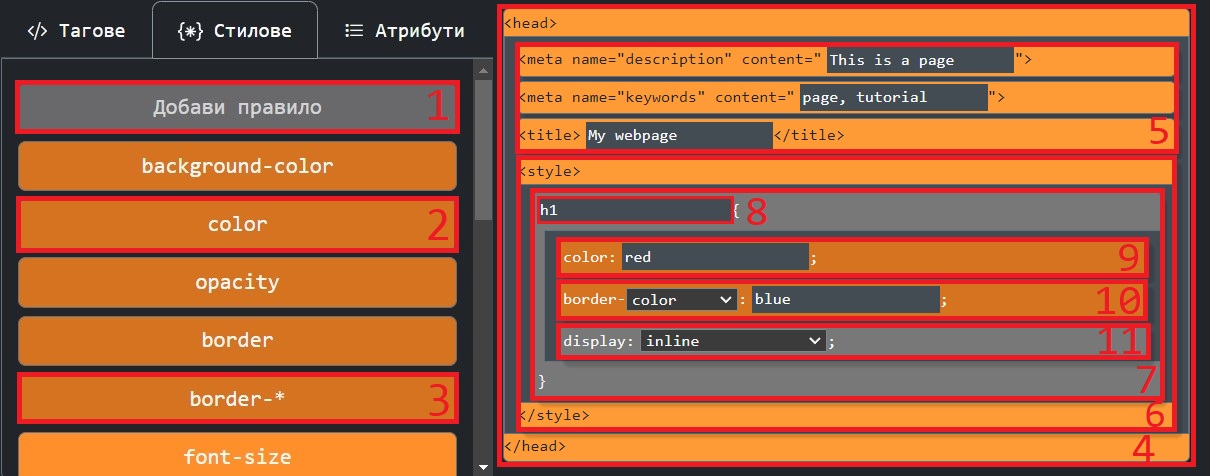 </> Тагове
{*} Стилове
Атрибути
Добави правило 1
background-color
color 2
opacity
border
border-* 3
font-size
<head>
<meta name="description" content=" This is a page ">
<meta name="keywords" content=" page, tutorial ">
<title> My webpage </title> 5
<style>
h1 { 8
color: red ; 9
border- color : blue ; 10
display: inline ; 11
} 7
</style> 6
</head> 4